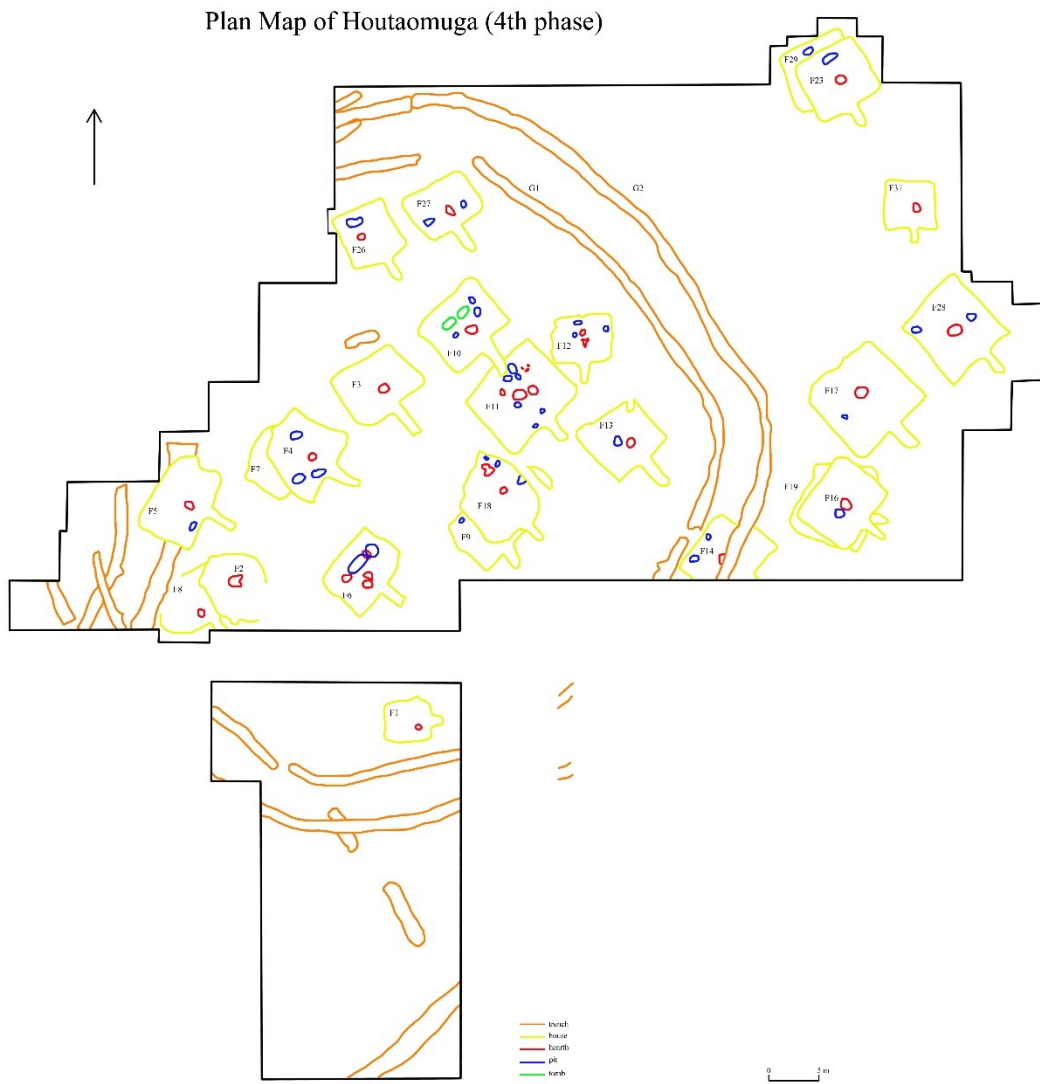 Plan Map of Houtaomuga (4th phase)
F29
F23
F31
G1
G2
F27
F26
F28
F10
F12
F3
F11
F17
F13
F4
F7
F18
F19
F16
F5
F9
F14
F2
F8
F6
F1
trench
house
hearth
pit
tomb
0 5 m